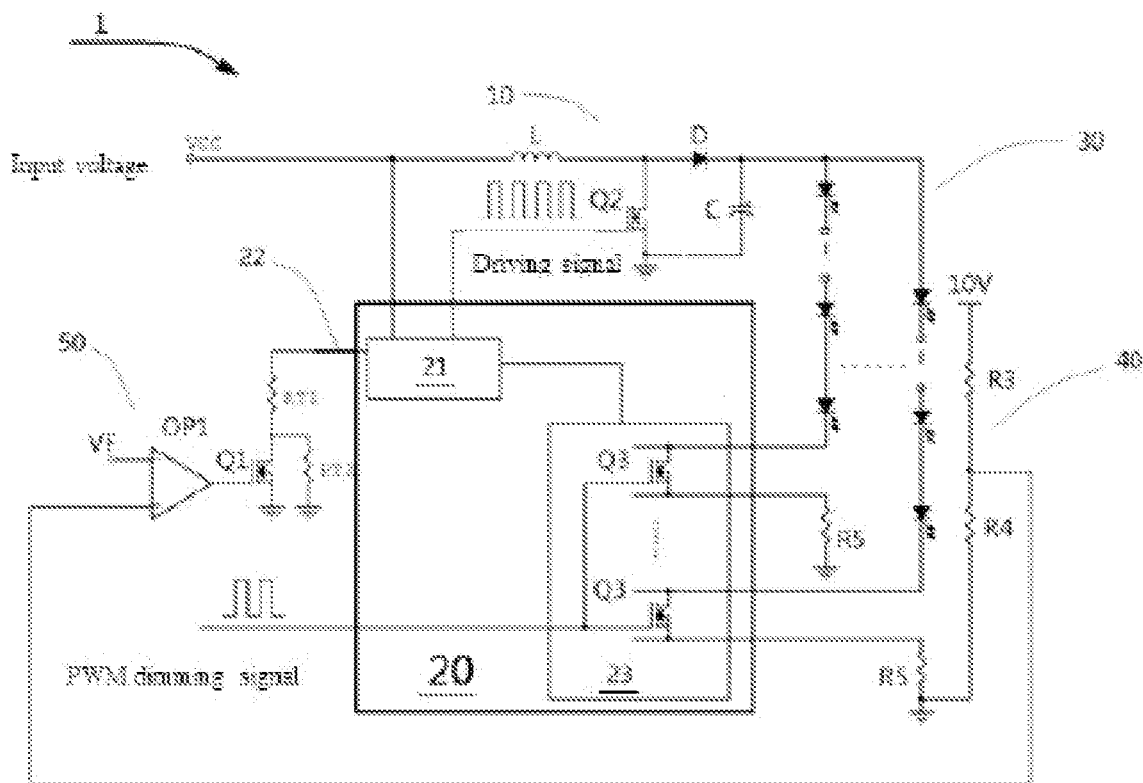 1
10
VCC
L
D
30
Input voltage
Q2
C
22
Driving signal
10V
50
21
R3
40
OP1
Q1
Q3
R5
R4
Q3
PWM dimming signal
20
23
R5